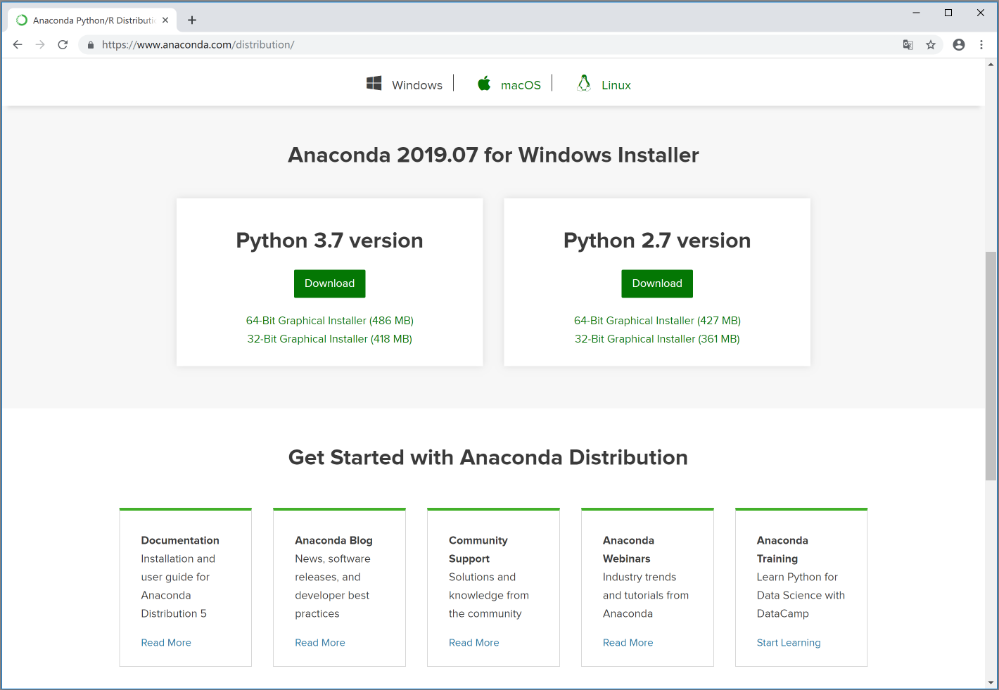 Anaconda Python/R Distributi
https://www.anaconda.com/distribution/
Windows
macOS
Linux
Anaconda 2019.07 for Windows Installer
Python 3.7 version
Download
64-Bit Graphical Installer (486 MB)
32-Bit Graphical Installer (418 MB)
Python 2.7 version
Download
64-Bit Graphical Installer (427 MB)
32-Bit Graphical Installer (361 MB)
Get Started with Anaconda Distribution
Documentation
Installation and
user guide for
Anaconda
Distribution 5
Read More
Anaconda Blog
News, software
releases, and
developer best
practices
Read More
Community
Support
Solutions and
knowledge from
the community
Read More
Anaconda
Webinars
Industry trends
and tutorials from
Anaconda
Read More
Anaconda
Training
Learn Python for
Data Science with
DataCamp
Start Learning